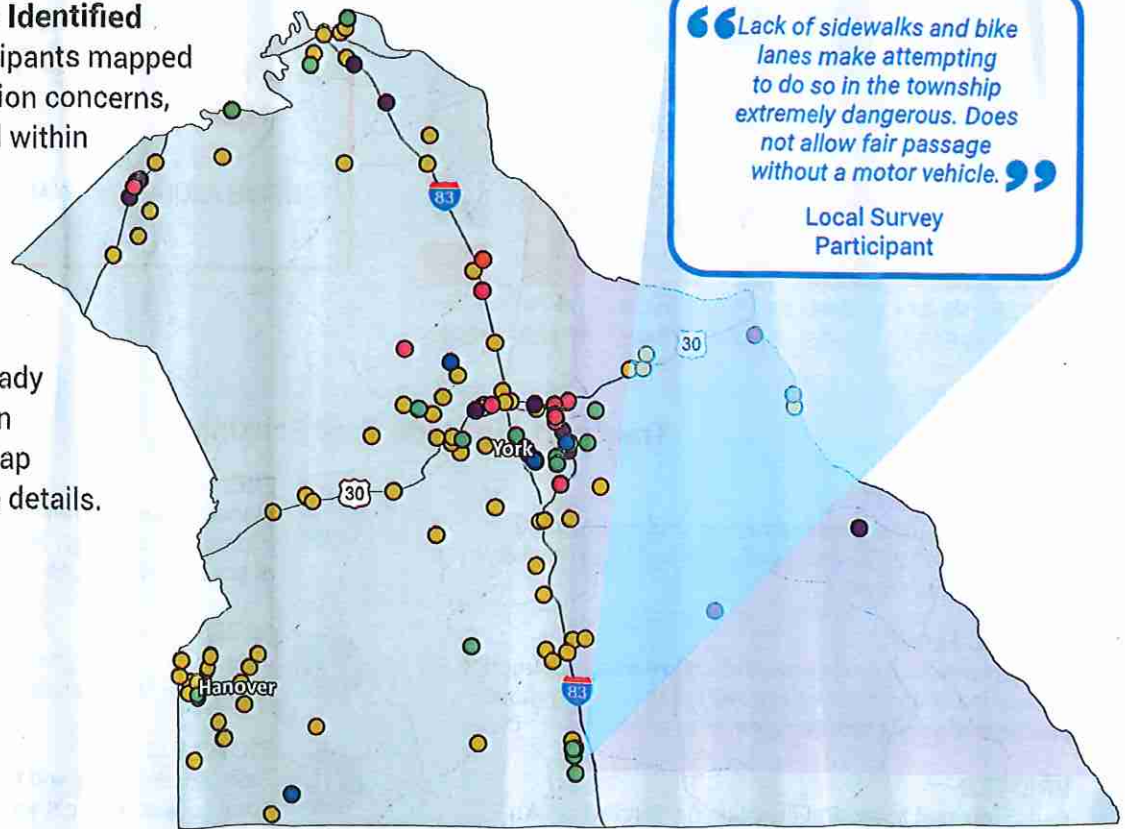 Identified
ipants mapped
ion concerns,
within
ady
n
ap
details.
“Lack of sidewalks and bike
lanes make attempting
to do so in the township
extremely dangerous. Does
not allow fair passage
without a motor vehicle.”
Local Survey
Participant
83
30
York
30
Hanover
83